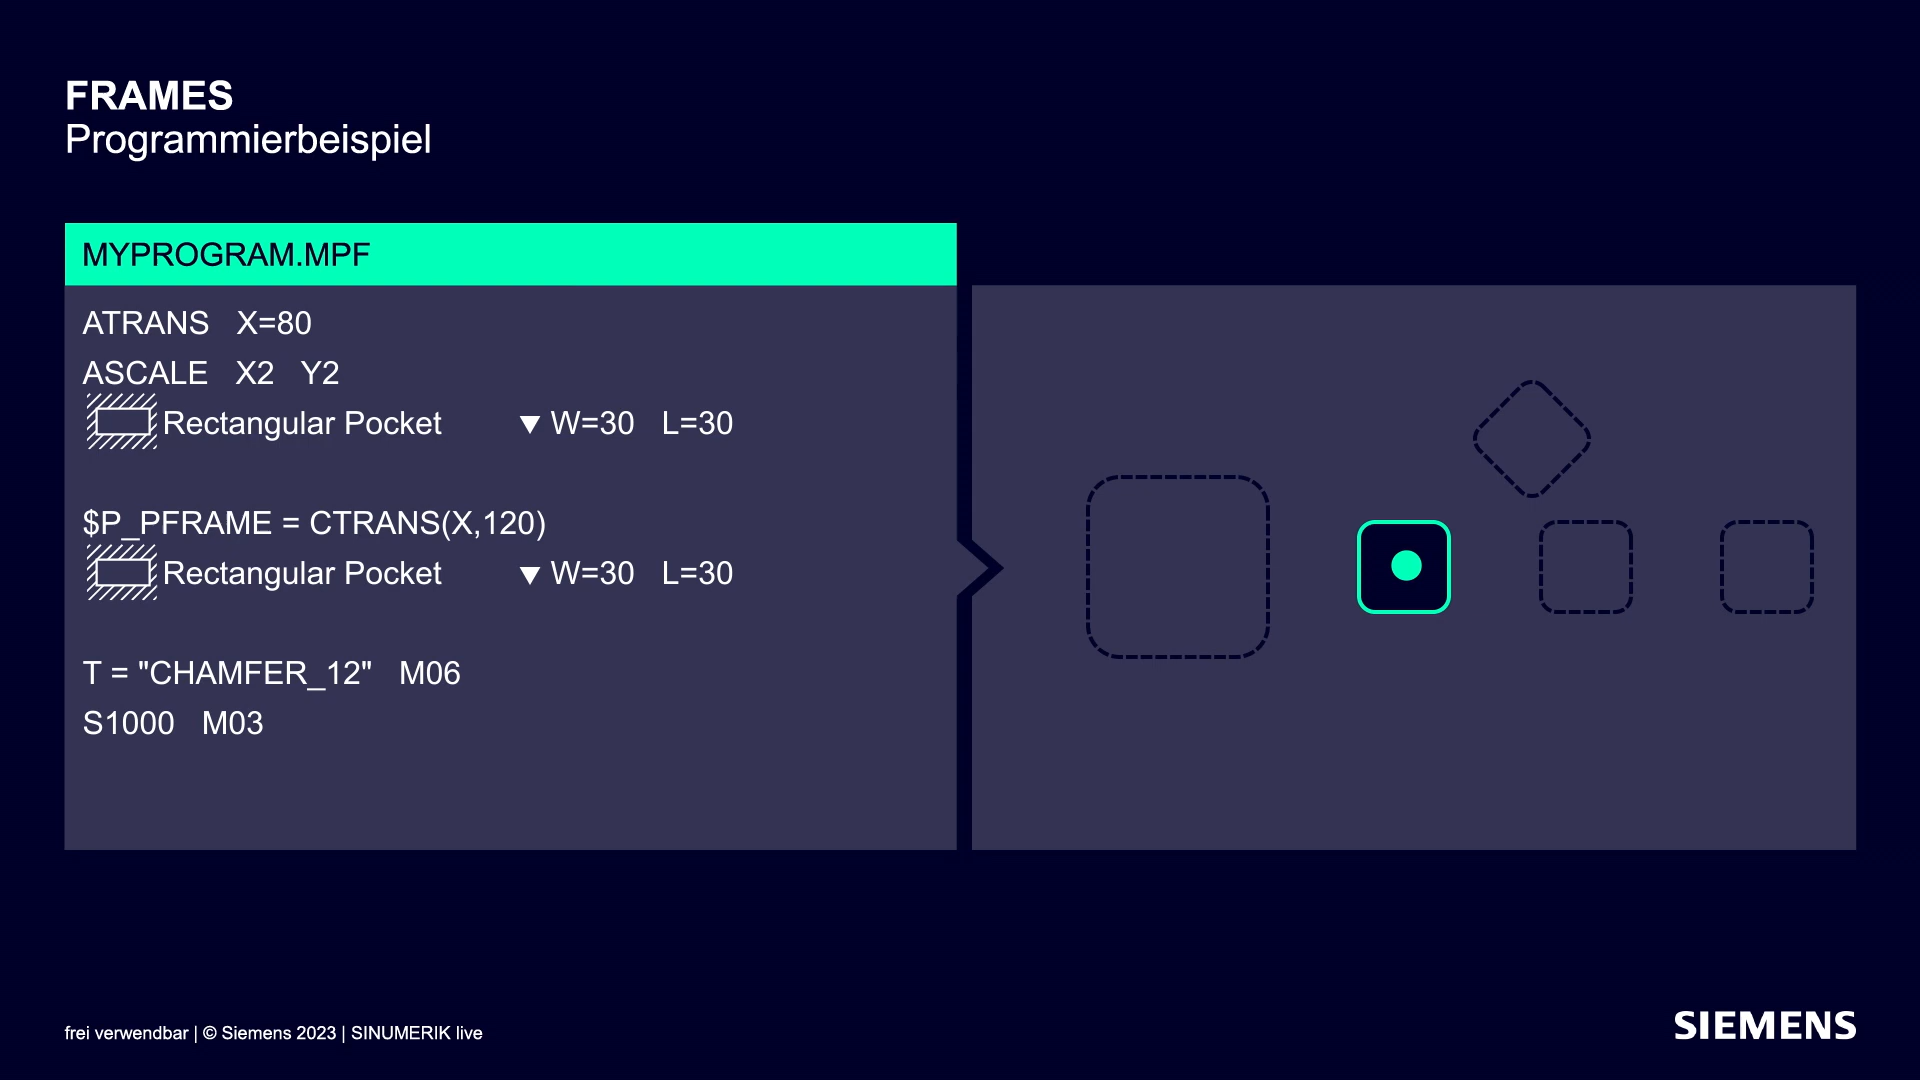 FRAMES
Programmierbeispiel
MYPROGRAM.MPF
ATRANS X=80
ASCALE X2 Y2
Rectangular Pocket W=30 L=30
$P_PFRAME = CTRANS(X,120)
Rectangular Pocket W=30 L=30
T = "CHAMFER_12" M06
S1000 M03
frei verwendbar | © Siemens 2023 | SINUMERIK live
SIEMENS